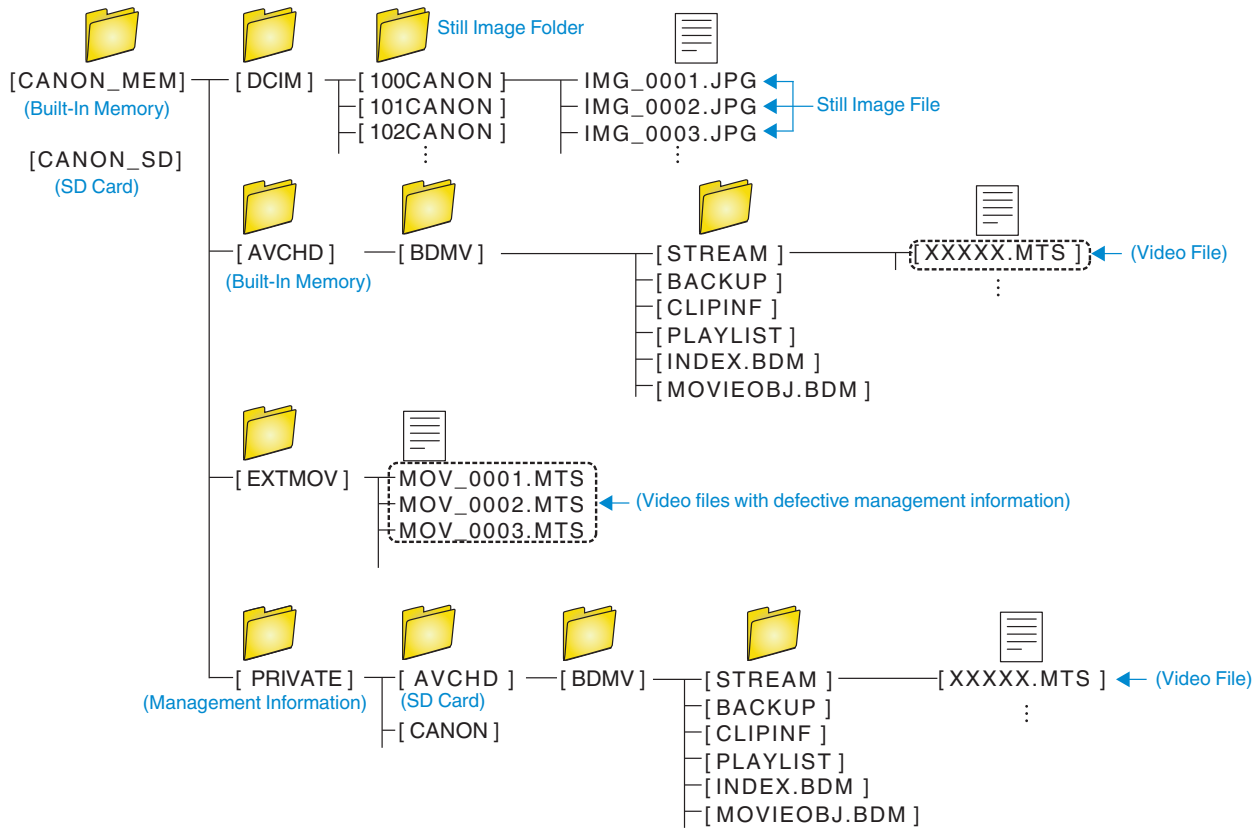 Still Image Folder
[CANON_MEM] [ DCIM ] [ 100CANON ] IMG_0001.JPG
(Built-In Memory) [ 101CANON ] IMG_0002.JPG Still Image File
[ 102CANON ] IMG_0003.JPG
[CANON_SD]
(SD Card)
[ AVCHD ] [ BDMV ] [ STREAM ] [ XXXXX.MTS ] (Video File)
(Built-In Memory) [ BACKUP ]
[ CLIPINF ]
[ PLAYLIST ]
[ INDEX.BDM ]
[ MOVIEOBJ.BDM ]
[ EXTMOV ] MOV_0001.MTS
MOV_0002.MTS (Video files with defective management information)
MOV_0003.MTS
[ PRIVATE ] [ AVCHD ] [ BDMV ] [ STREAM ] [ XXXXX.MTS ] (Video File)
(Management Information) (SD Card) [ BACKUP ]
[ CANON ] [ CLIPINF ]
[ PLAYLIST ]
[ INDEX.BDM ]
[ MOVIEOBJ.BDM ]